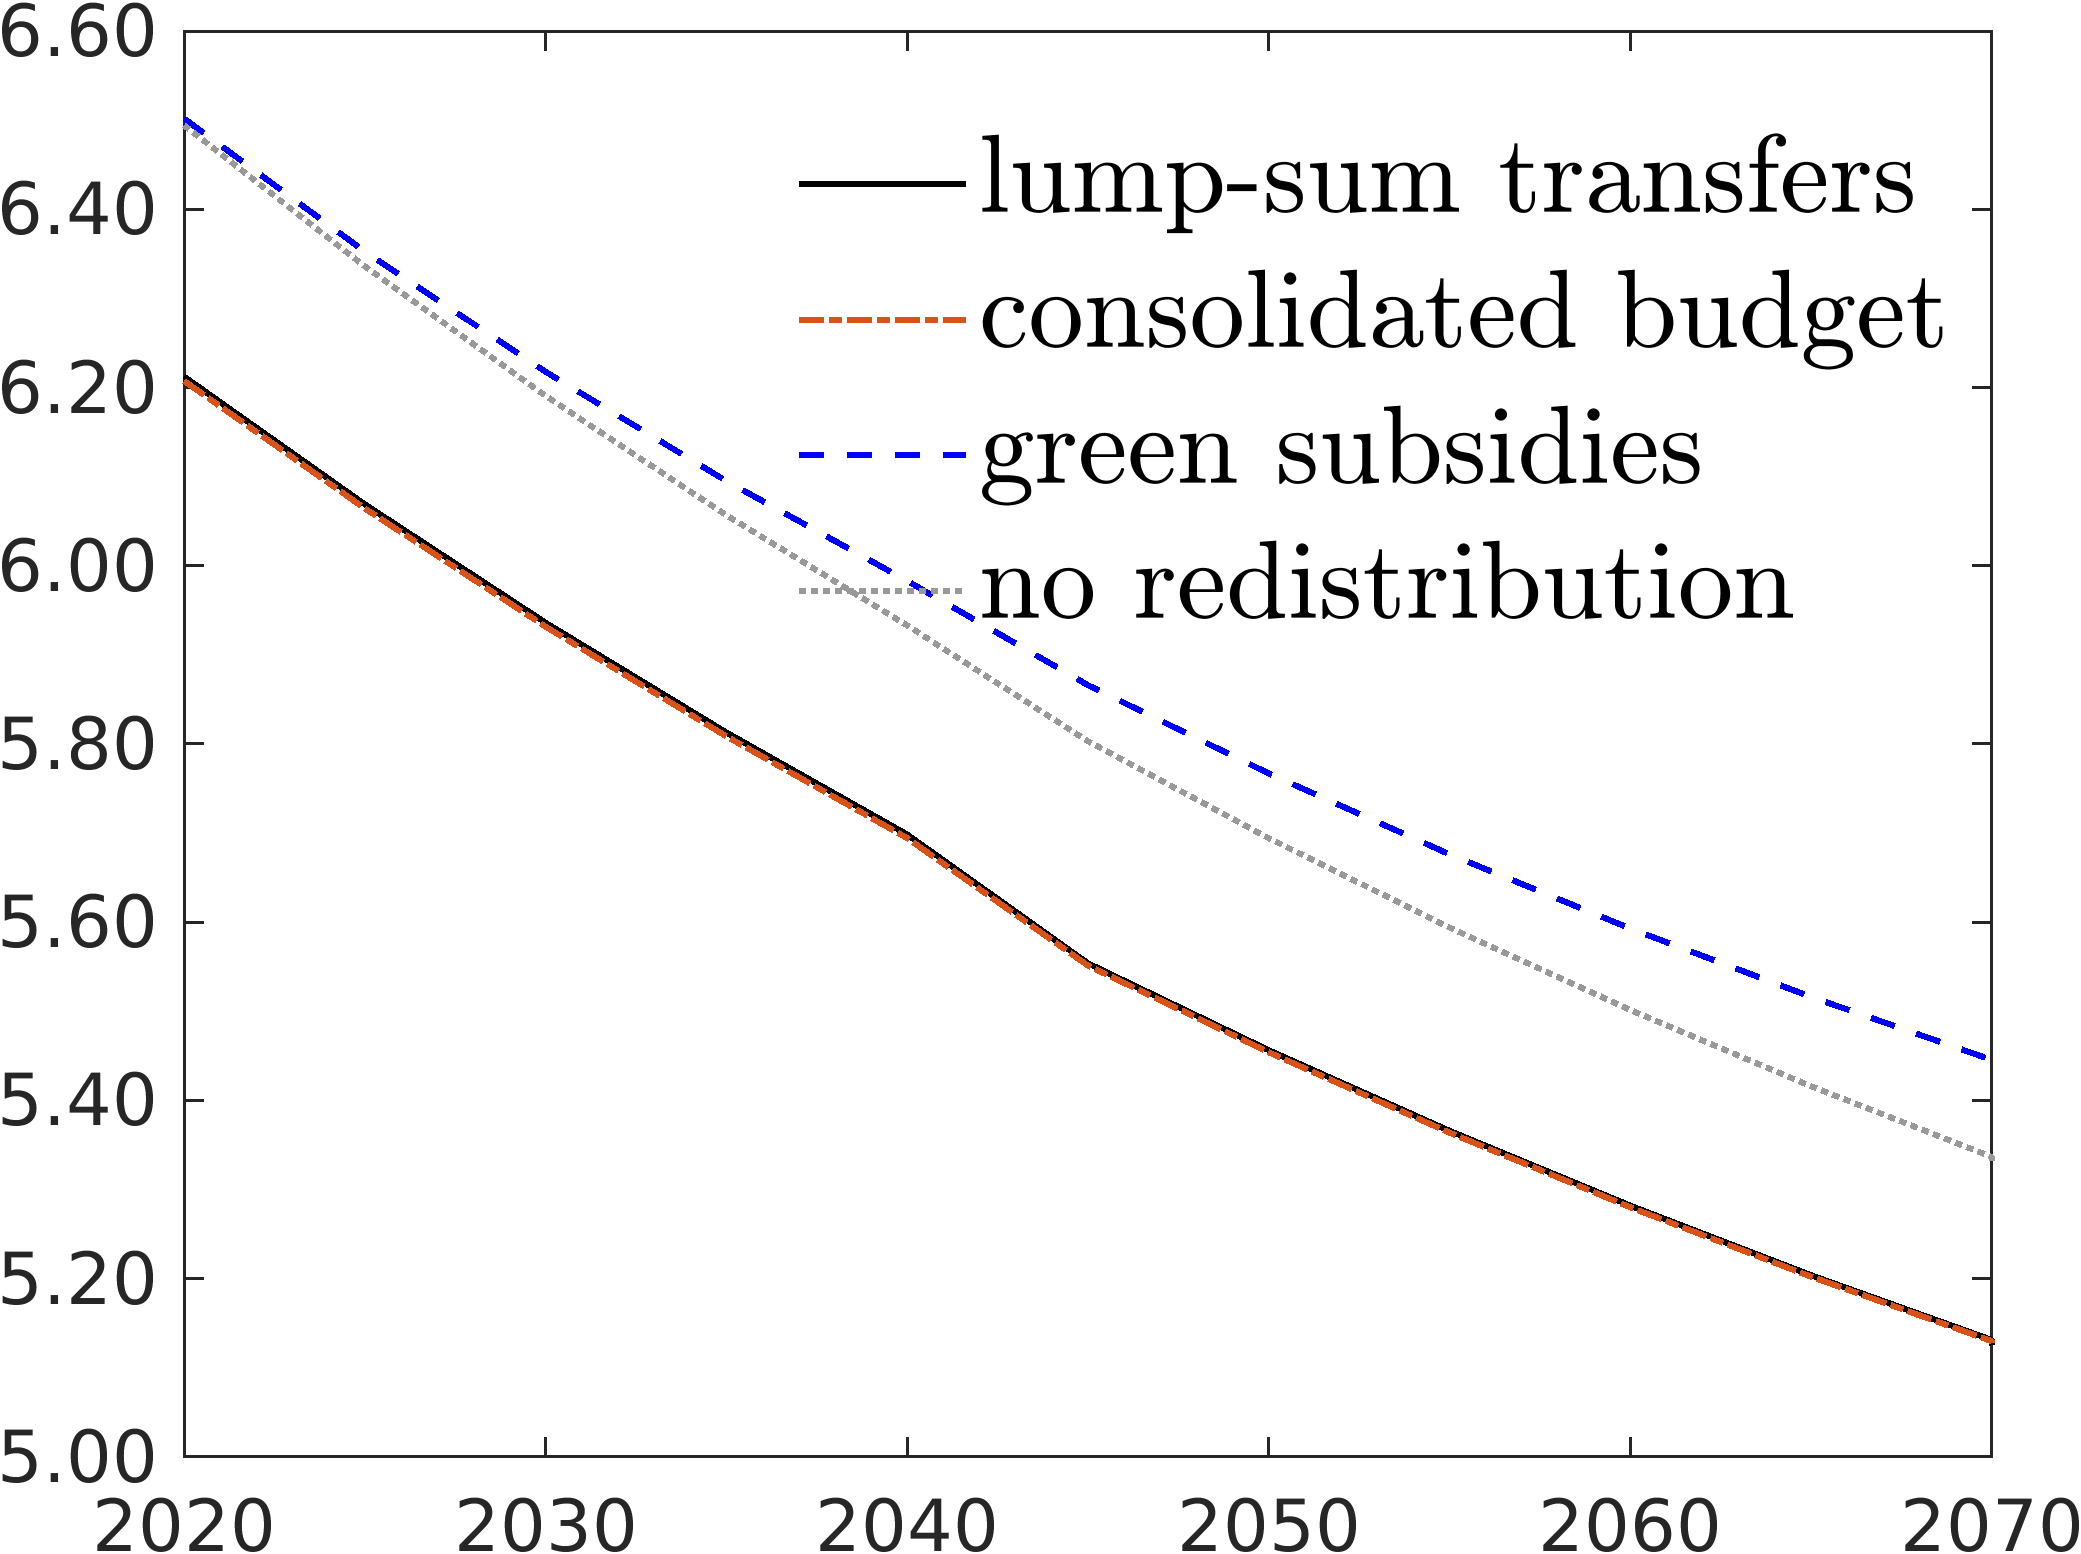 6.60
6.40
6.20
6.00
5.80
5.60
5.40
5.20
5.00
2020 2030 2040 2050 2060 2070
lump-sum transfers
consolidated budget
green subsidies
no redistribution